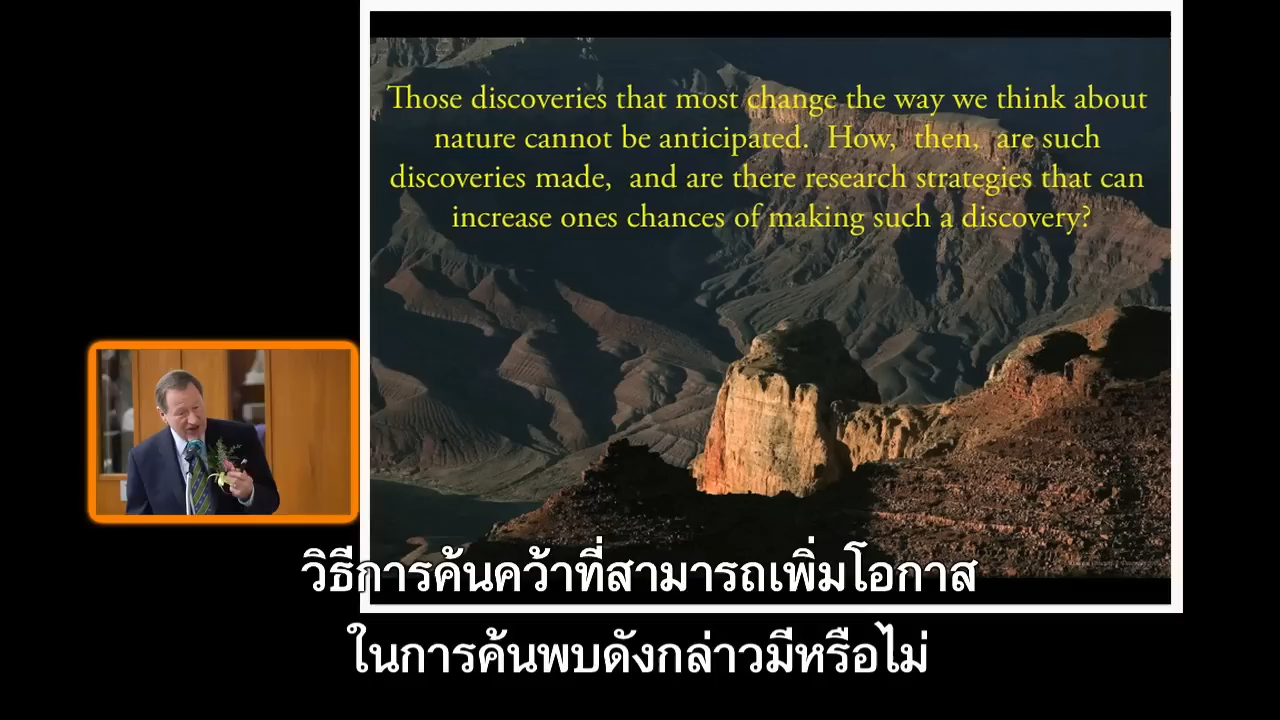 Those discoveries that most change the way we think about
nature cannot be anticipated. How, then, are such
discoveries made, and are there research strategies that can
increase ones chances of making such a discovery?
วิธีการค้นคว้าที่สามารถเพิ่มโอกาส
ในการค้นพบดังกล่าวมีหรือไม่